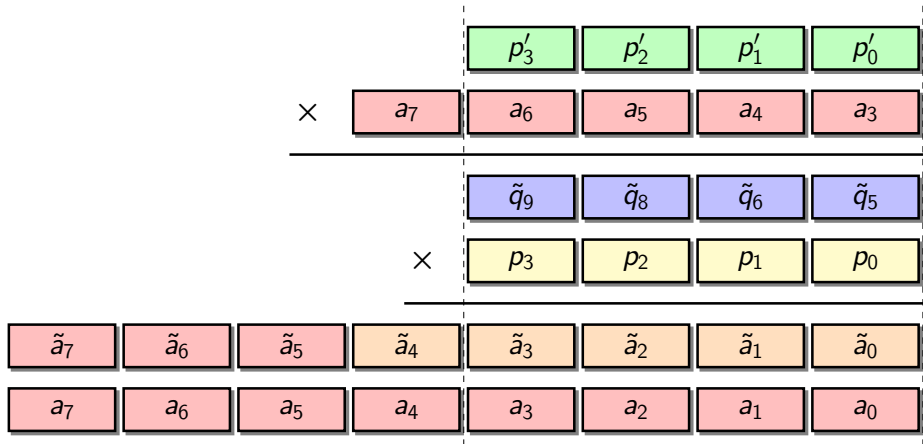 p′₃ p′₂ p′₁ p′₀
× a₇ a₆ a₅ a₄ a₃
q̃₉ q̃₈ q̃₆ q̃₅
× p₃ p₂ p₁ p₀
ã₇ ã₆ ã₅ ã₄ ã₃ ã₂ ã₁ ã₀
a₇ a₆ a₅ a₄ a₃ a₂ a₁ a₀